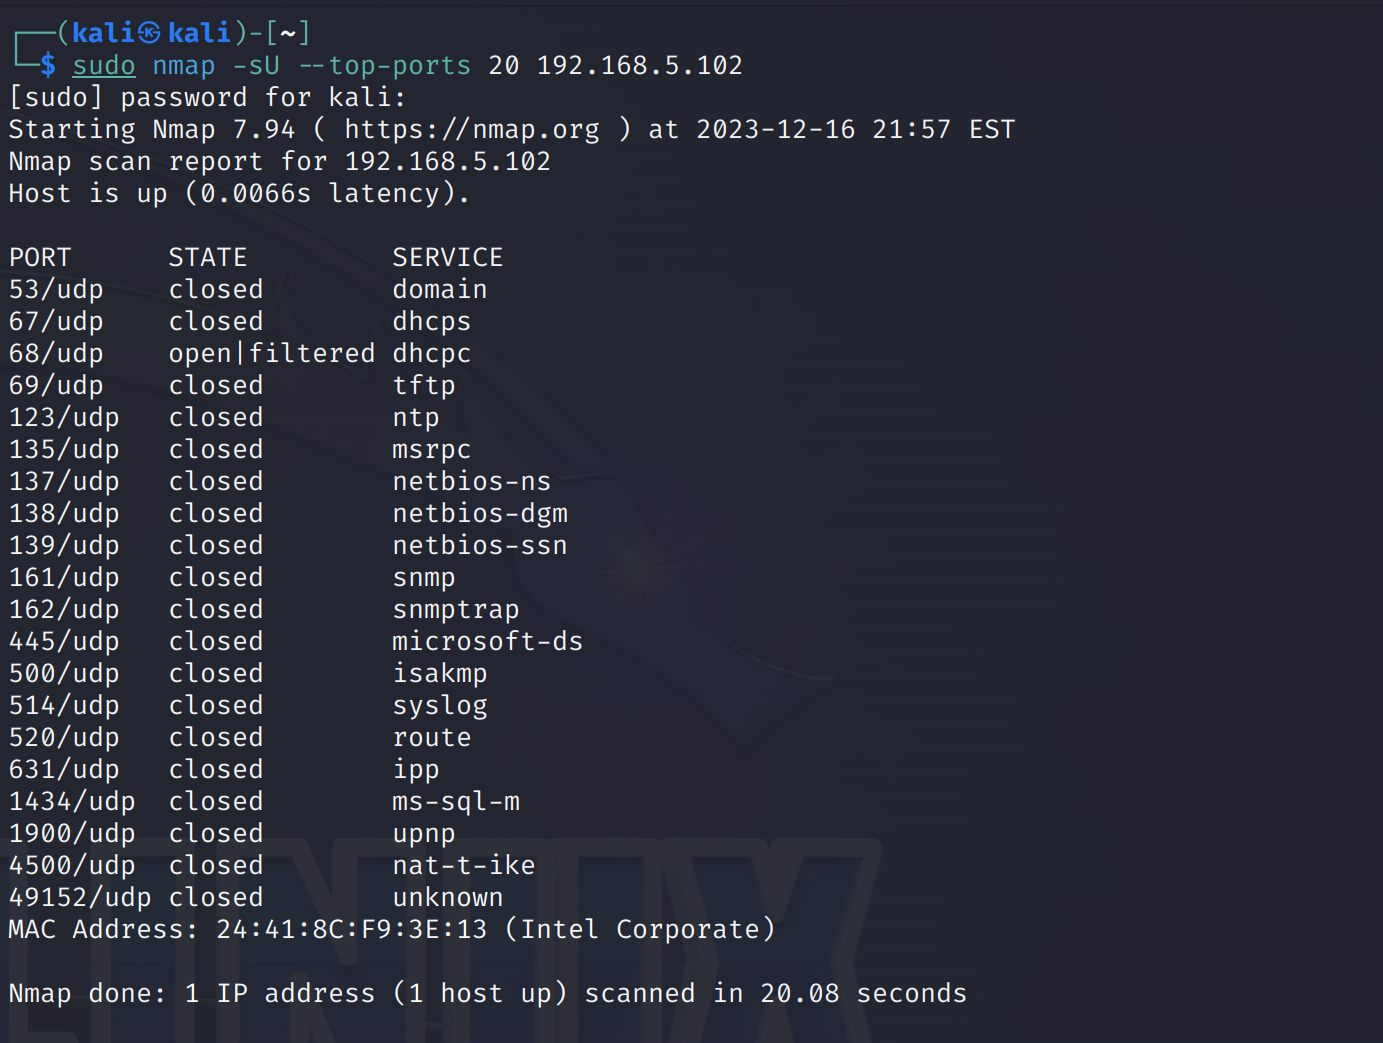 ┌──(kali㉿kali)-[~]
└─$ sudo nmap -sU --top-ports 20 192.168.5.102
[sudo] password for kali:
Starting Nmap 7.94 ( https://nmap.org ) at 2023-12-16 21:57 EST
Nmap scan report for 192.168.5.102
Host is up (0.0066s latency).

PORT      STATE         SERVICE
53/udp    closed        domain
67/udp    closed        dhcps
68/udp    open|filtered dhcpc
69/udp    closed        tftp
123/udp   closed        ntp
135/udp   closed        msrpc
137/udp   closed        netbios-ns
138/udp   closed        netbios-dgm
139/udp   closed        netbios-ssn
161/udp   closed        snmp
162/udp   closed        snmptrap
445/udp   closed        microsoft-ds
500/udp   closed        isakmp
514/udp   closed        syslog
520/udp   closed        route
631/udp   closed        ipp
1434/udp  closed        ms-sql-m
1900/udp  closed        upnp
4500/udp  closed        nat-t-ike
49152/udp closed        unknown
MAC Address: 24:41:8C:F9:3E:13 (Intel Corporate)

Nmap done: 1 IP address (1 host up) scanned in 20.08 seconds